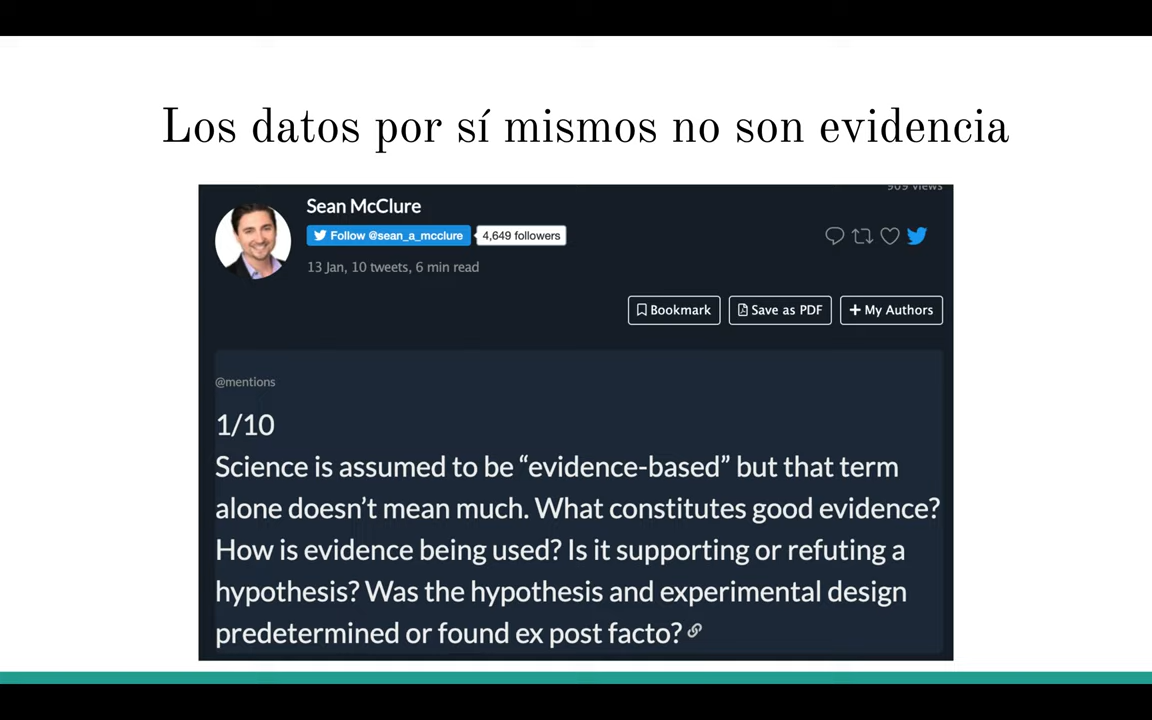 Los datos por sí mismos no son evidencia
909 views
Sean McClure
Follow @sean_a_mcclure 4,649 followers
13 Jan, 10 tweets, 6 min read
Bookmark Save as PDF + My Authors
@mentions
1/10
Science is assumed to be “evidence-based” but that term
alone doesn’t mean much. What constitutes good evidence?
How is evidence being used? Is it supporting or refuting a
hypothesis? Was the hypothesis and experimental design
predetermined or found ex post facto?